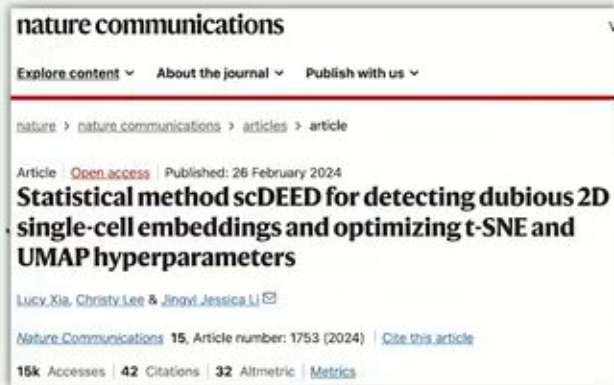 nature communications
Explore content About the journal Publish with us
nature > nature communications > articles > article
Article Open access Published: 26 February 2024
Statistical method scDEED for detecting dubious 2D
single-cell embeddings and optimizing t-SNE and
UMAP hyperparameters
Lucy Xia, Christy Lee & Jingyi Jessica Li
Nature Communications 15, Article number: 1753 (2024) Cite this article
15k Accesses 42 Citations 32 Altmetric Metrics